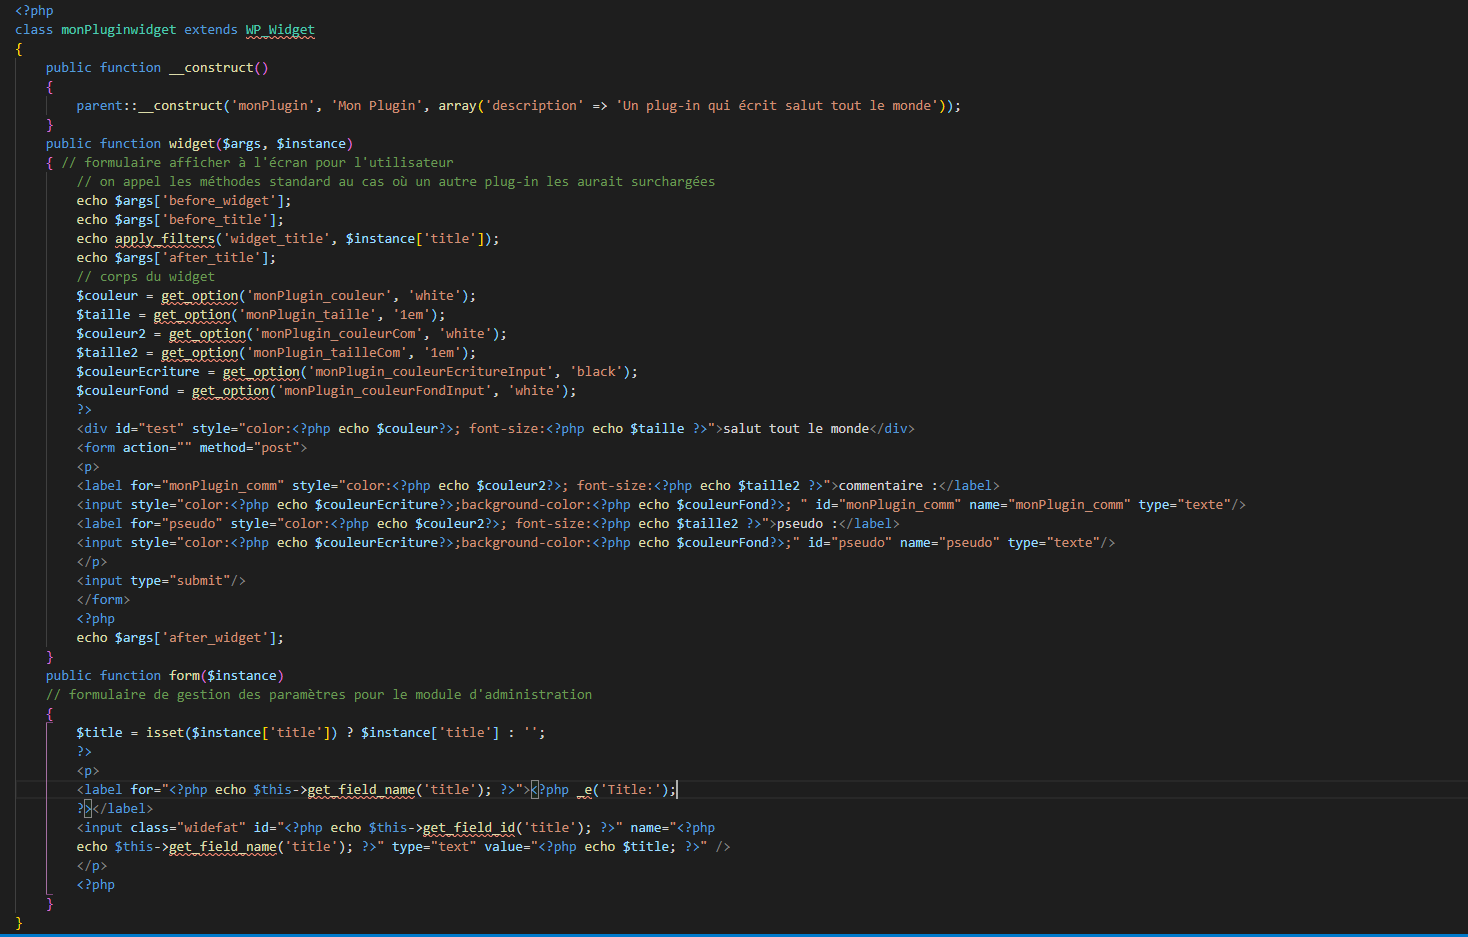 <?php
class monPluginwidget extends WP_Widget
{
public function __construct()
{
parent::__construct('monPlugin', 'Mon Plugin', array('description' => 'Un plug-in qui écrit salut tout le monde'));
}
public function widget($args, $instance)
{ // formulaire afficher à l'écran pour l'utilisateur
// on appel les méthodes standard au cas où un autre plug-in les aurait surchargées
echo $args['before_widget'];
echo $args['before_title'];
echo apply_filters('widget_title', $instance['title']);
echo $args['after_title'];
// corps du widget
$couleur = get_option('monPlugin_couleur', 'white');
$taille = get_option('monPlugin_taille', '1em');
$couleur2 = get_option('monPlugin_couleurCom', 'white');
$taille2 = get_option('monPlugin_tailleCom', '1em');
$couleurEcriture = get_option('monPlugin_couleurEcritureInput', 'black');
$couleurFond = get_option('monPlugin_couleurFondInput', 'white');
?>
<div id="test" style="color:<?php echo $couleur?>; font-size:<?php echo $taille ?>">salut tout le monde</div>
<form action="" method="post">
<p>
<label for="monPlugin_comm" style="color:<?php echo $couleur2?>; font-size:<?php echo $taille2 ?>">commentaire :</label>
<input style="color:<?php echo $couleurEcriture?>;background-color:<?php echo $couleurFond?>; " id="monPlugin_comm" name="monPlugin_comm" type="texte"/>
<label for="pseudo" style="color:<?php echo $couleur2?>; font-size:<?php echo $taille2 ?>">pseudo :</label>
<input style="color:<?php echo $couleurEcriture?>;background-color:<?php echo $couleurFond?>;" id="pseudo" name="pseudo" type="texte"/>
</p>
<input type="submit"/>
</form>
<?php
echo $args['after_widget'];
}
public function form($instance)
// formulaire de gestion des paramètres pour le module d'administration
{
$title = isset($instance['title']) ? $instance['title'] : '';
?>
<p>
<label for="<?php echo $this->get_field_name('title'); ?>"><?php _e('Title:');
?></label>
<input class="widefat" id="<?php echo $this->get_field_id('title'); ?>" name="<?php
echo $this->get_field_name('title'); ?>" type="text" value="<?php echo $title; ?>" />
</p>
<?php
}
}